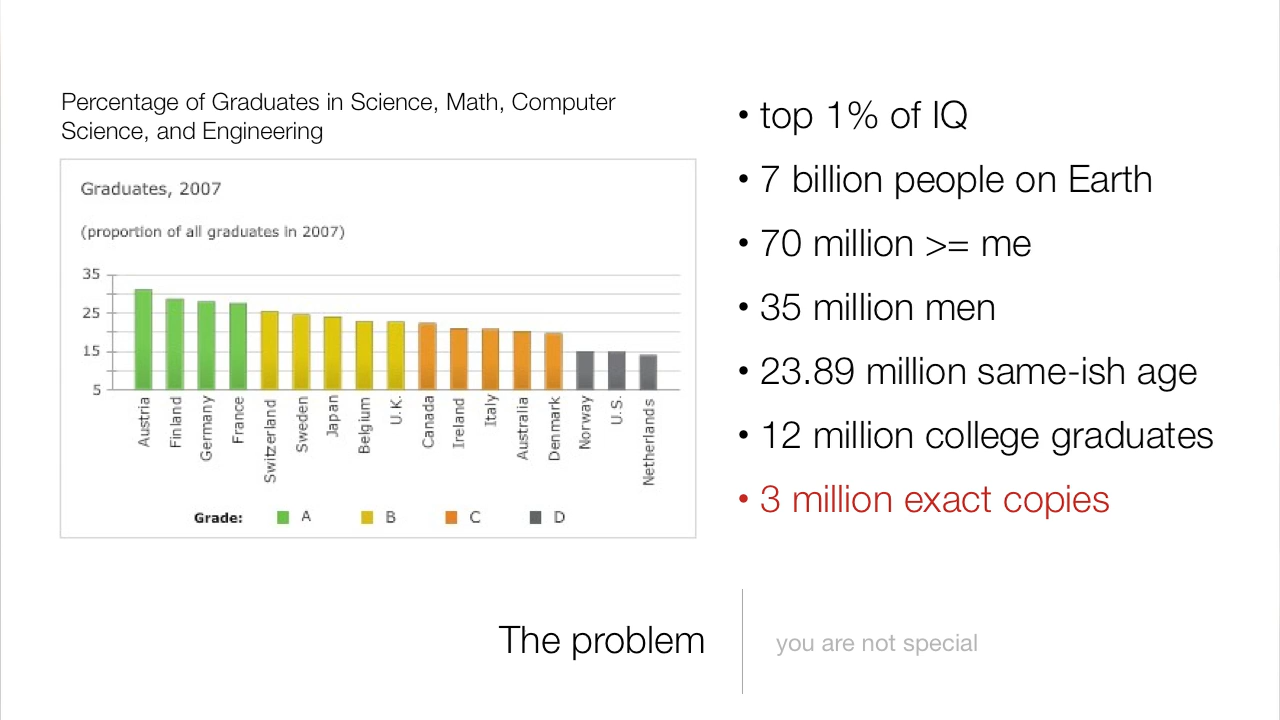 Percentage of Graduates in Science, Math, Computer
Science, and Engineering
Graduates, 2007
(proportion of all graduates in 2007)
35
25
15
5
Austria
Finland
Germany
France
Switzerland
Sweden
Japan
Belgium
U.K.
Canada
Ireland
Italy
Australia
Denmark
Norway
U.S.
Netherlands
Grade: A B C D
• top 1% of IQ
• 7 billion people on Earth
• 70 million >= me
• 35 million men
• 23.89 million same-ish age
• 12 million college graduates
• 3 million exact copies
The problem
you are not special